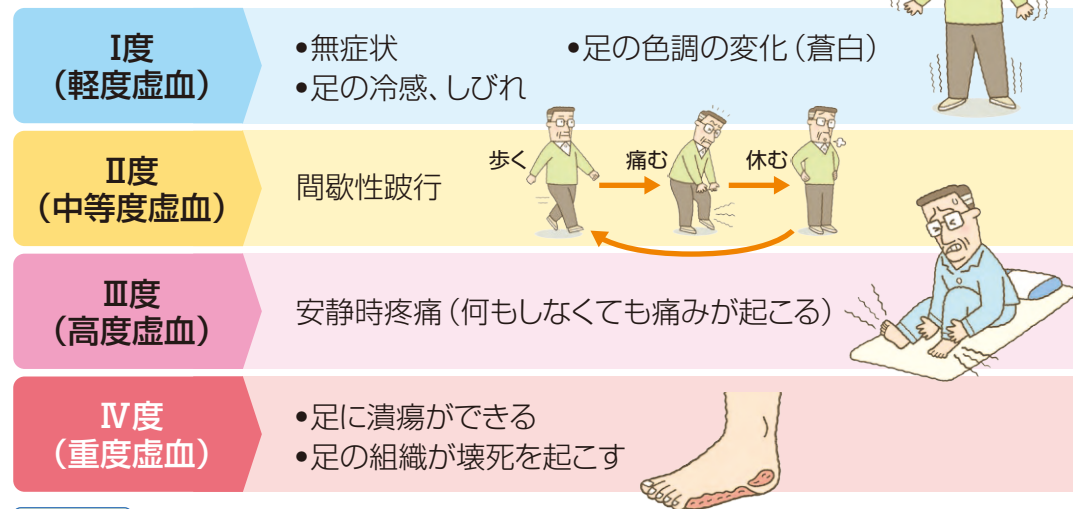 Ⅰ度
(軽度虚血)
•無症状 •足の色調の変化(蒼白)
•足の冷感、しびれ
Ⅱ度
(中等度虚血)
間歇性跛行
歩く 痛む 休む
Ⅲ度
(高度虚血)
安静時疼痛(何もしなくても痛みが起こる)
Ⅳ度
(重度虚血)
•足に潰瘍ができる
•足の組織が壊死を起こす